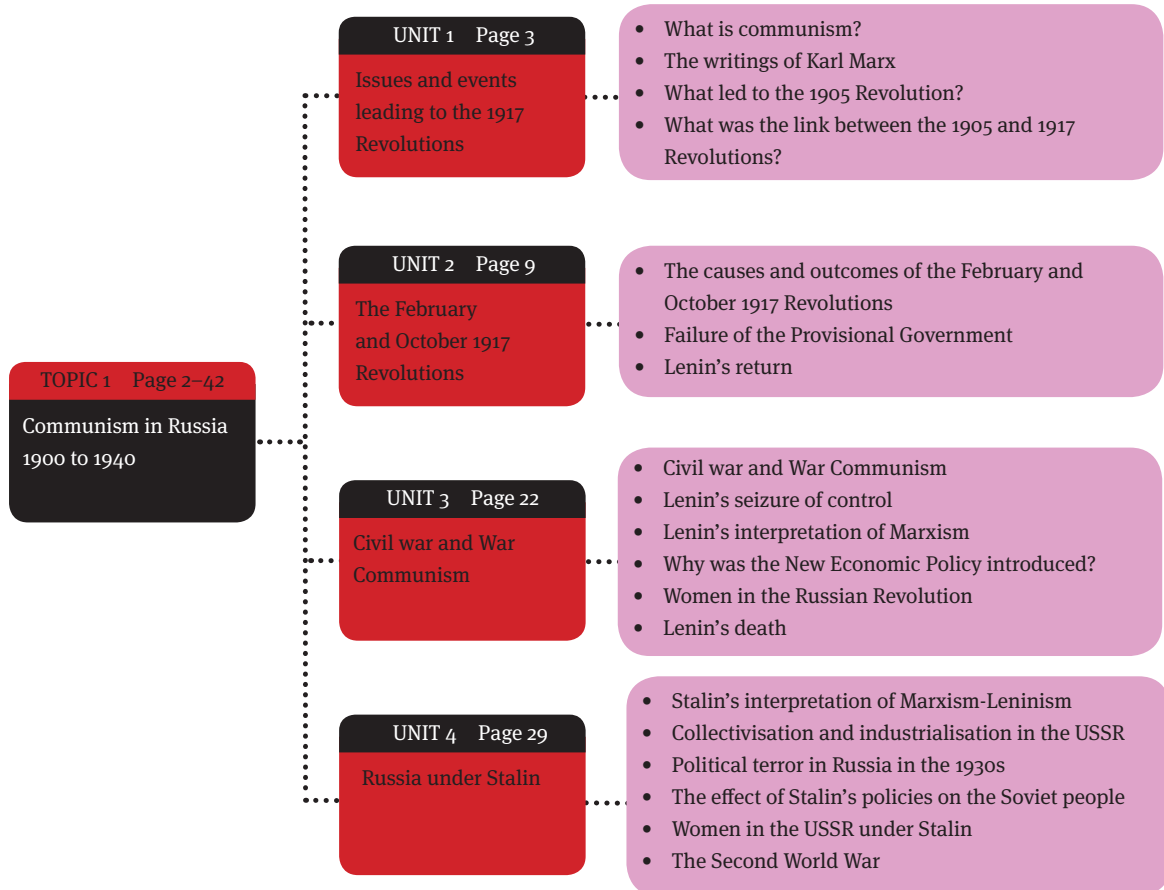 TOPIC 1 Page 2–42
Communism in Russia
1900 to 1940
UNIT 1 Page 3
Issues and events
leading to the 1917
Revolutions
• What is communism?
• The writings of Karl Marx
• What led to the 1905 Revolution?
• What was the link between the 1905 and 1917
Revolutions?
UNIT 2 Page 9
The February
and October 1917
Revolutions
• The causes and outcomes of the February and
October 1917 Revolutions
• Failure of the Provisional Government
• Lenin’s return
UNIT 3 Page 22
Civil war and War
Communism
• Civil war and War Communism
• Lenin’s seizure of control
• Lenin’s interpretation of Marxism
• Why was the New Economic Policy introduced?
• Women in the Russian Revolution
• Lenin’s death
UNIT 4 Page 29
Russia under Stalin
• Stalin’s interpretation of Marxism-Leninism
• Collectivisation and industrialisation in the USSR
• Political terror in Russia in the 1930s
• The effect of Stalin’s policies on the Soviet people
• Women in the USSR under Stalin
• The Second World War